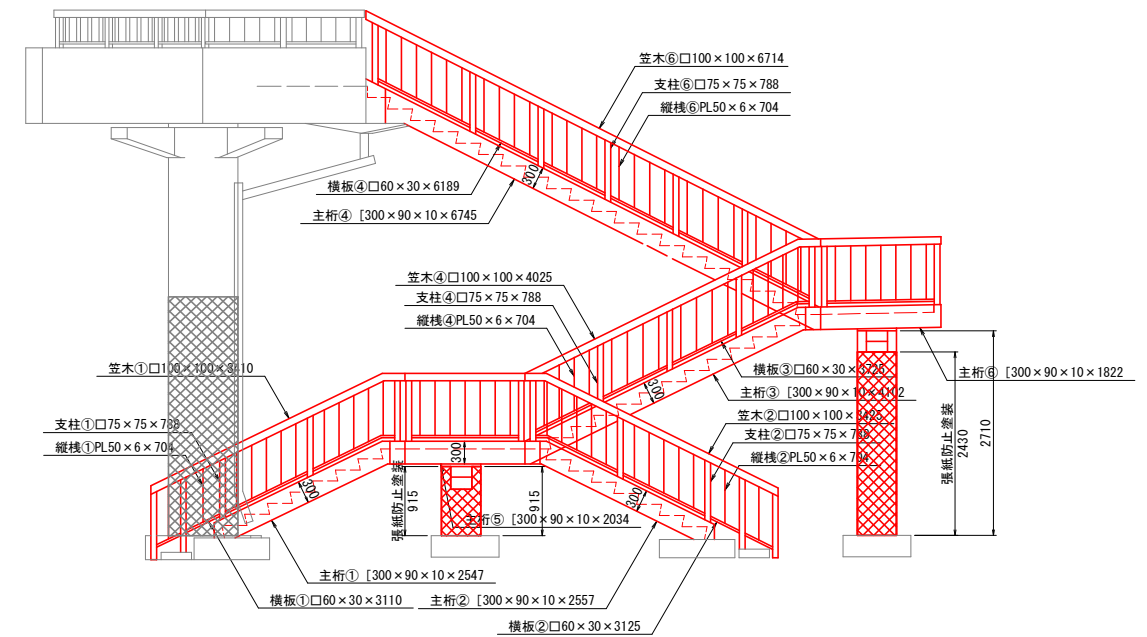 笠木⑥□100×100×6714
支柱⑥□75×75×788
縦桟⑥PL50×6×704
横板④□60×30×6189
300
主桁④ [300×90×10×6745
笠木④□100×100×4025
支柱④□75×75×788
縦桟④PL50×6×704
笠木①□100×100×3410
横板③□60×30×3725
主桁⑥ [300×90×10×1822
300
主桁③ [300×90×10×4102
笠木②□100×100×3425
支柱①□75×75×788
支柱②□75×75×788
縦桟①PL50×6×704
縦桟②PL50×6×704
300
張紙防止塗装
2430
2710
300
300
張紙防止塗装
915
915
主桁⑤ [300×90×10×2034
主桁① [300×90×10×2547
横板①□60×30×3110
主桁② [300×90×10×2557
横板②□60×30×3125